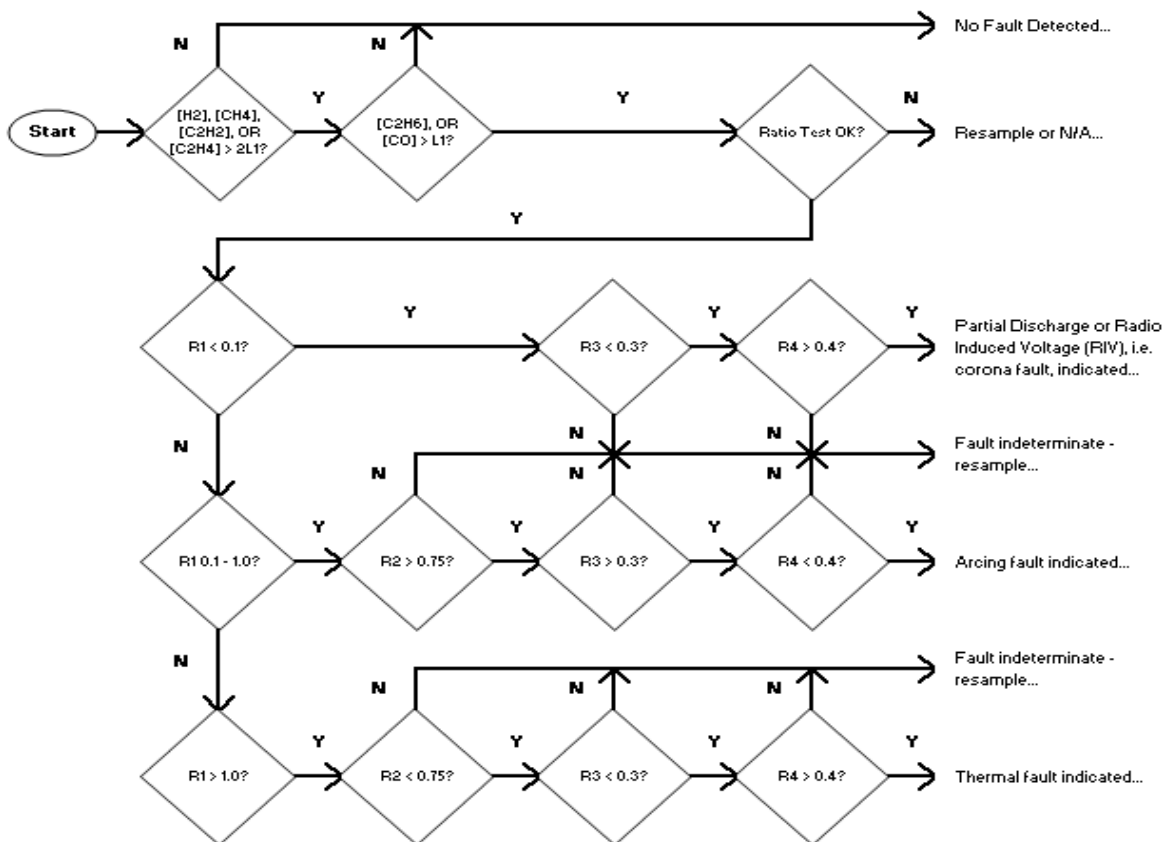 N
N
No Fault Detected...
Start
[H2], [CH4],
[C2H2], OR
[C2H4] > 2L1?
Y
[C2H6], OR
[CO] > L1?
Y
Ratio Test OK?
N
Resample or N/A...
Y
R1 < 0.1?
Y
R3 < 0.3?
Y
R4 > 0.4?
Y
Partial Discharge or Radio
Induced Voltage (RIV), i.e.
corona fault, indicated...
N
N
N
Fault indeterminate -
resample...
N
N
N
R1 0.1 - 1.0?
Y
R2 > 0.75?
Y
R3 > 0.3?
Y
R4 < 0.4?
Y
Arcing fault indicated...
N
Fault indeterminate -
resample...
N
N
N
R1 > 1.0?
Y
R2 < 0.75?
Y
R3 < 0.3?
Y
R4 > 0.4?
Y
Thermal fault indicated...